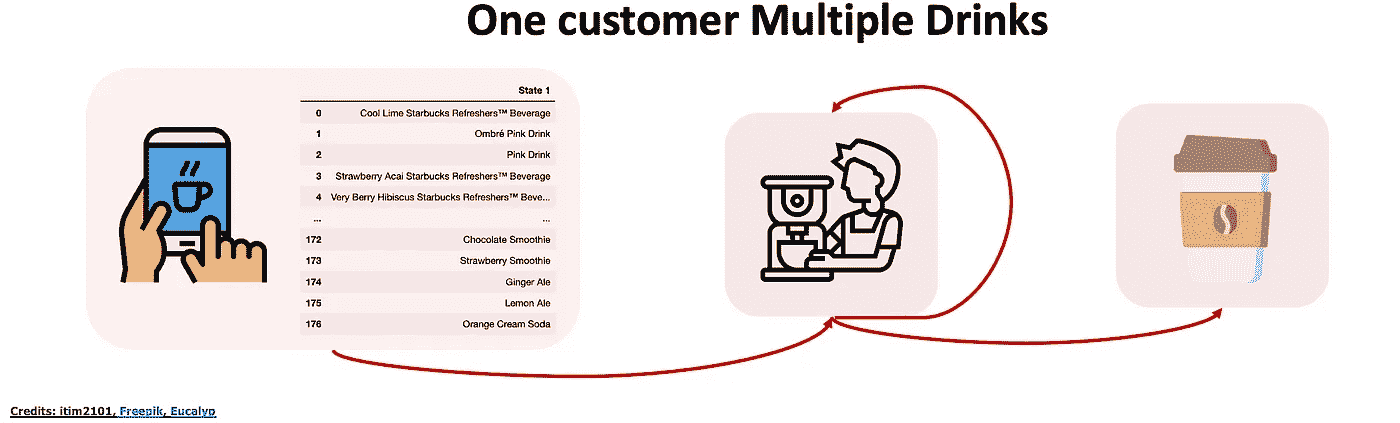 One customer Multiple Drinks
State 1
0 Cool Lime Starbucks Refreshers™ Beverage
1 Ombré Pink Drink
2 Pink Drink
3 Strawberry Acai Starbucks Refreshers™ Beverage
4 Very Berry Hibiscus Starbucks Refreshers™ Beve...
... ...
172 Chocolate Smoothie
173 Strawberry Smoothie
174 Ginger Ale
175 Lemon Ale
176 Orange Cream Soda
Credits: itim2101, Freepik, Eucalyp